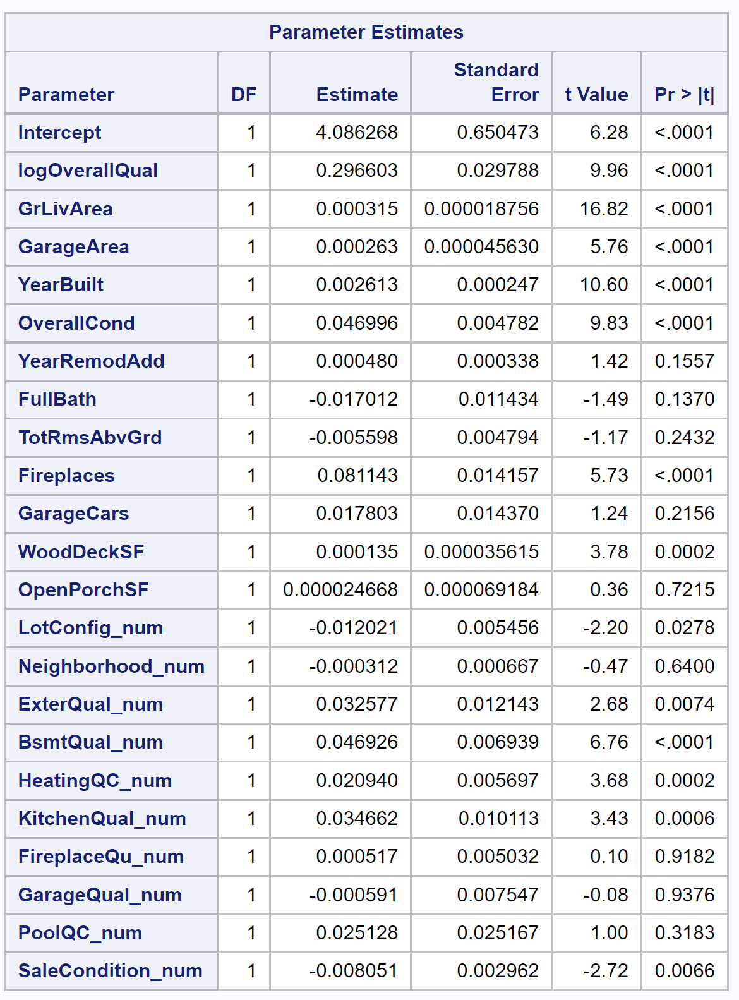 Parameter Estimates
Parameter DF Estimate Standard Error t Value Pr > |t|
Intercept 1 4.086268 0.650473 6.28 <.0001
logOverallQual 1 0.296603 0.029788 9.96 <.0001
GrLivArea 1 0.000315 0.000018756 16.82 <.0001
GarageArea 1 0.000263 0.000045630 5.76 <.0001
YearBuilt 1 0.002613 0.000247 10.60 <.0001
OverallCond 1 0.046996 0.004782 9.83 <.0001
YearRemodAdd 1 0.000480 0.000338 1.42 0.1557
FullBath 1 -0.017012 0.011434 -1.49 0.1370
TotRmsAbvGrd 1 -0.005598 0.004794 -1.17 0.2432
Fireplaces 1 0.081143 0.014157 5.73 <.0001
GarageCars 1 0.017803 0.014370 1.24 0.2156
WoodDeckSF 1 0.000135 0.000035615 3.78 0.0002
OpenPorchSF 1 0.000024668 0.000069184 0.36 0.7215
LotConfig_num 1 -0.012021 0.005456 -2.20 0.0278
Neighborhood_num 1 -0.000312 0.000667 -0.47 0.6400
ExterQual_num 1 0.032577 0.012143 2.68 0.0074
BsmtQual_num 1 0.046926 0.006939 6.76 <.0001
HeatingQC_num 1 0.020940 0.005697 3.68 0.0002
KitchenQual_num 1 0.034662 0.010113 3.43 0.0006
FireplaceQu_num 1 0.000517 0.005032 0.10 0.9182
GarageQual_num 1 -0.000591 0.007547 -0.08 0.9376
PoolQC_num 1 0.025128 0.025167 1.00 0.3183
SaleCondition_num 1 -0.008051 0.002962 -2.72 0.0066